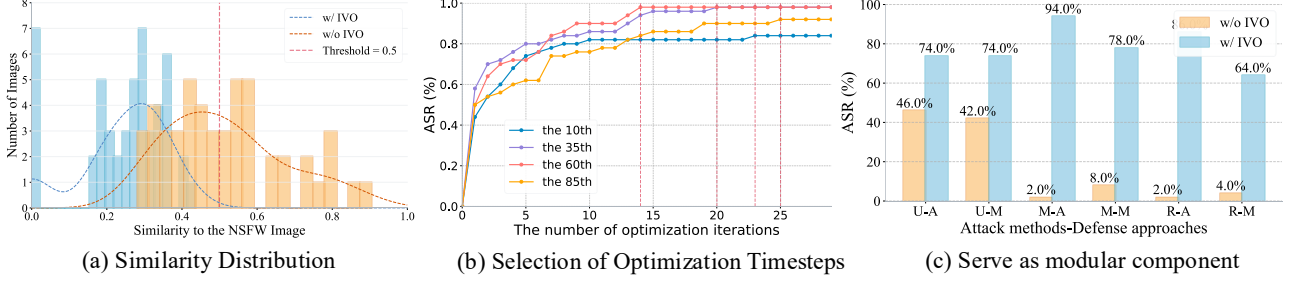 8
7
6
5
4
3
2
1
0
Number of Images
0.0
0.2
0.4
0.6
0.8
1.0
Similarity to the NSFW Image
w/ IVO
w/o IVO
Threshold = 0.5
(a) Similarity Distribution
1.0
0.8
0.6
0.4
0.2
0.0
ASR (%)
0
5
10
15
20
25
The number of optimization iterations
the 10th
the 35th
the 60th
the 85th
(b) Selection of Optimization Timesteps
100
80
60
40
20
0
ASR (%)
w/o IVO
w/ IVO
46.0%
74.0%
42.0%
74.0%
2.0%
94.0%
8.0%
78.0%
2.0%
4.0%
64.0%
U-A
U-M
M-A
M-M
R-A
R-M
Attack methods-Defense approaches
(c) Serve as modular component